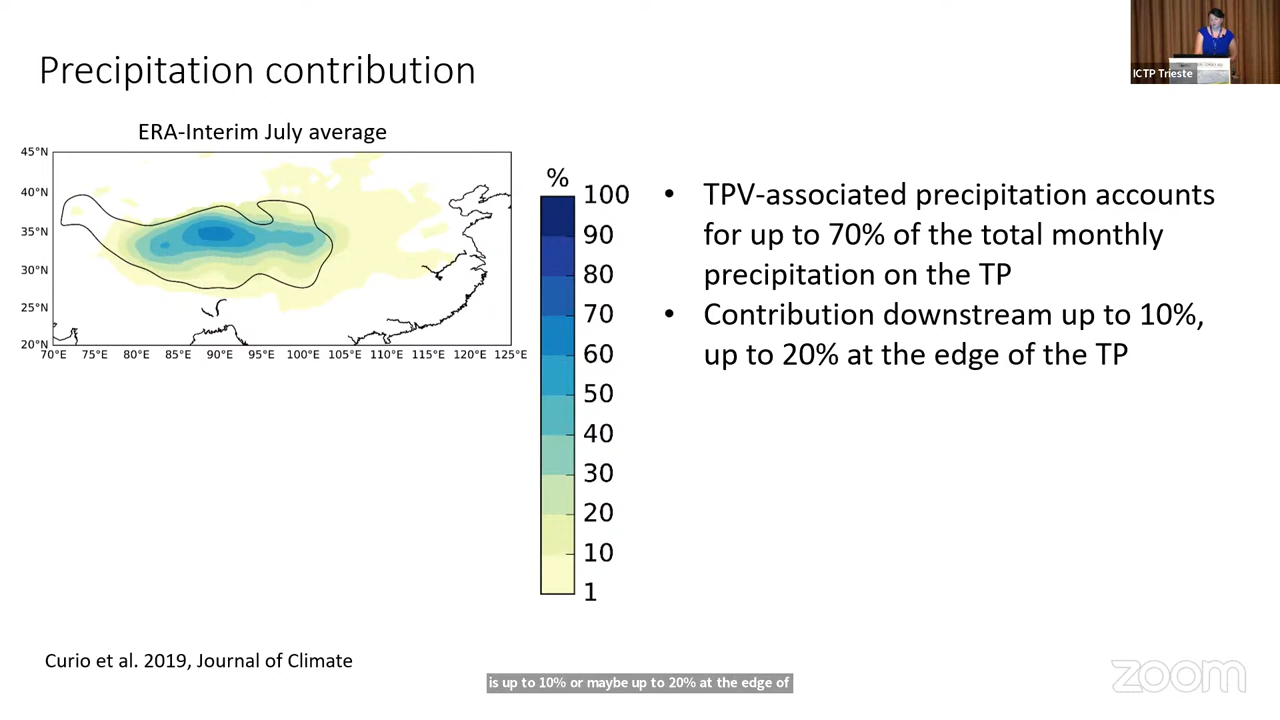 Precipitation contribution
ICTP Trieste
ERA-Interim July average
45°N
40°N
35°N
30°N
25°N
20°N
70°E 75°E 80°E 85°E 90°E 95°E 100°E 105°E 110°E 115°E 120°E 125°E
%
100
90
80
70
60
50
40
30
20
10
1
• TPV-associated precipitation accounts
for up to 70% of the total monthly
precipitation on the TP
• Contribution downstream up to 10%,
up to 20% at the edge of the TP
Curio et al. 2019, Journal of Climate
is up to 10% or maybe up to 20% at the edge of
zoom